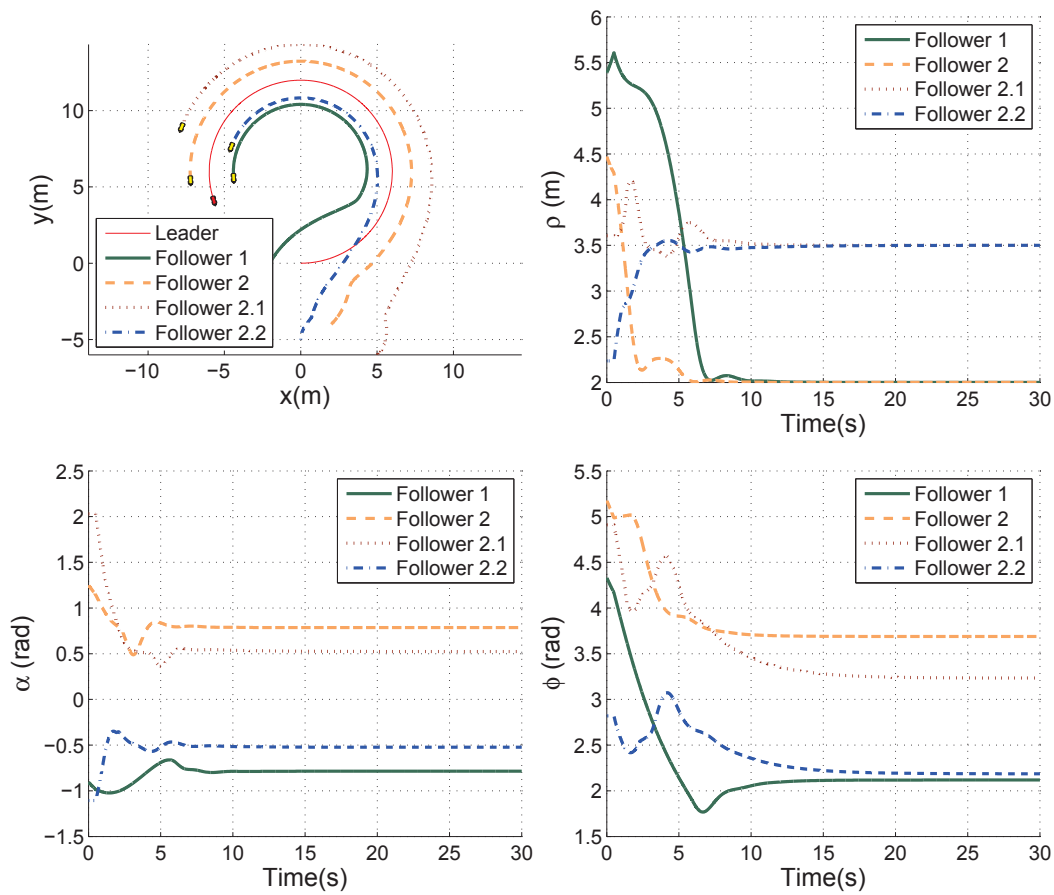 10
5
0
−5
y(m)
−10
−5
0
5
10
x(m)
Leader
Follower 1
Follower 2
Follower 2.1
Follower 2.2
6
5.5
5
4.5
4
3.5
3
2.5
2
ρ (m)
0
5
10
15
20
25
30
Time(s)
Follower 1
Follower 2
Follower 2.1
Follower 2.2
2.5
2
1.5
1
0.5
0
−0.5
−1
−1.5
α (rad)
0
5
10
15
20
25
30
Time(s)
Follower 1
Follower 2
Follower 2.1
Follower 2.2
5.5
5
4.5
4
3.5
3
2.5
2
1.5
ϕ (rad)
0
5
10
15
20
25
30
Time(s)
Follower 1
Follower 2
Follower 2.1
Follower 2.2